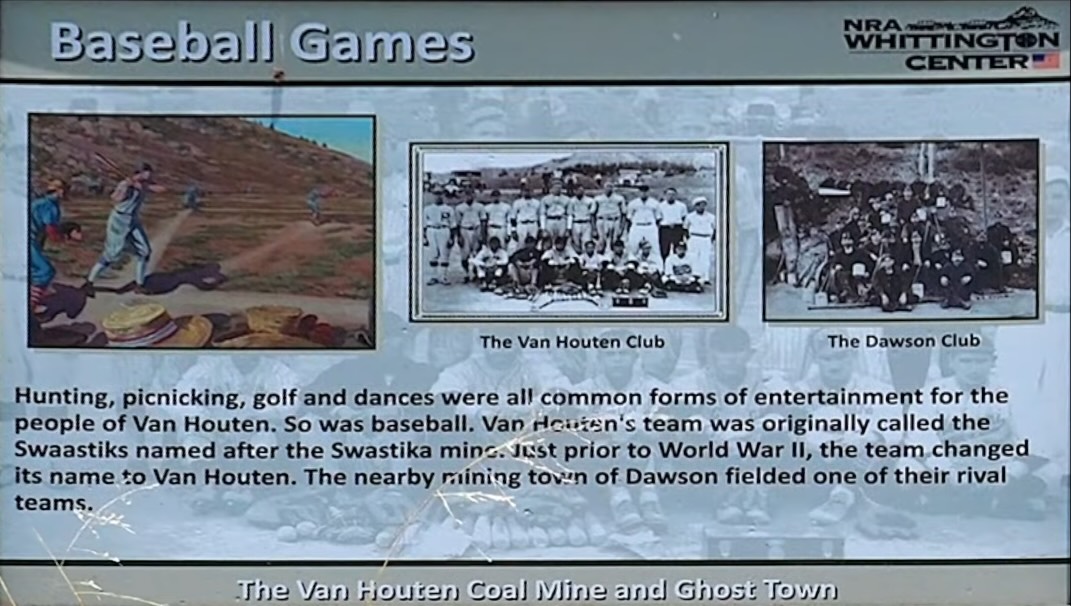 Baseball Games
NRA
WHITTINGTON
CENTER
The Van Houten Club
The Dawson Club
Hunting, picnicking, golf and dances were all common forms of entertainment for the
people of Van Houten. So was baseball. Van Houten's team was originally called the
Swaastiks named after the Swastika mine. Just prior to World War II, the team changed
its name to Van Houten. The nearby mining town of Dawson fielded one of their rival
teams.
The Van Houten Coal Mine and Ghost Town